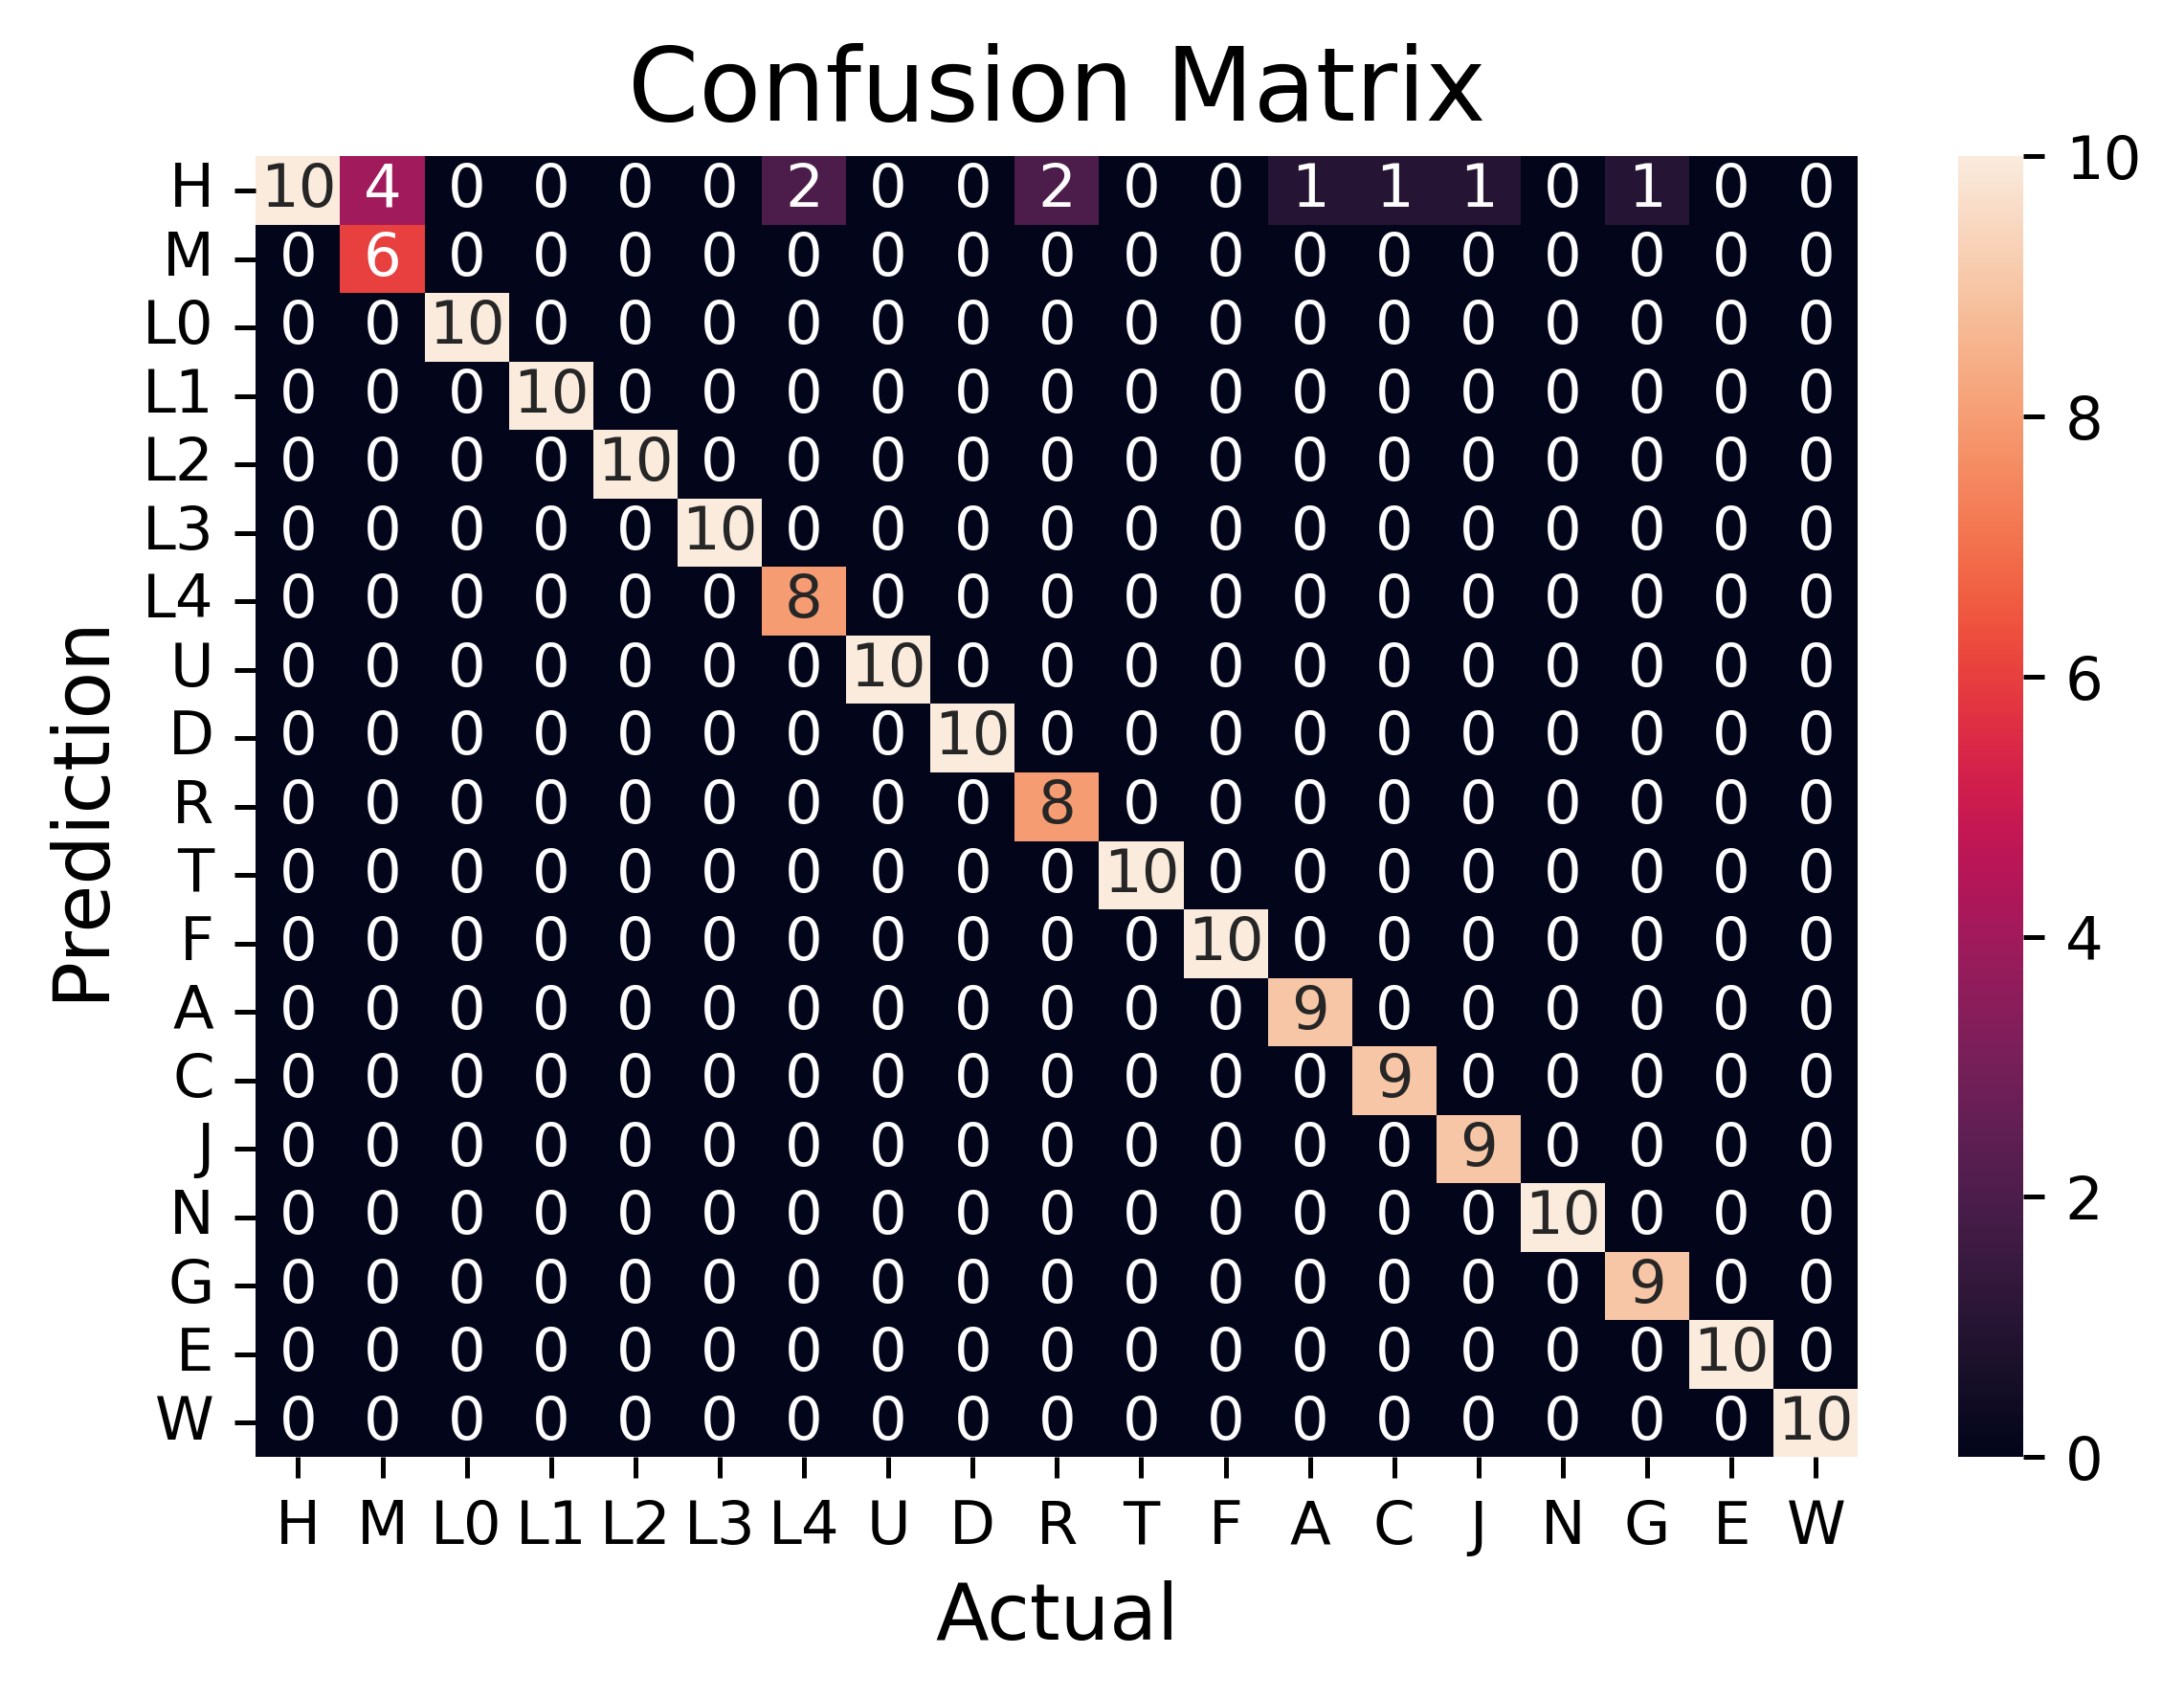 Confusion Matrix
H 10 4 0 0 0 0 2 0 0 2 0 0 1 1 1 0 1 0 0
M 0 6 0 0 0 0 0 0 0 0 0 0 0 0 0 0 0 0 0
L0 0 0 10 0 0 0 0 0 0 0 0 0 0 0 0 0 0 0 0
L1 0 0 0 10 0 0 0 0 0 0 0 0 0 0 0 0 0 0 0
L2 0 0 0 0 10 0 0 0 0 0 0 0 0 0 0 0 0 0 0
L3 0 0 0 0 0 10 0 0 0 0 0 0 0 0 0 0 0 0 0
L4 0 0 0 0 0 0 8 0 0 0 0 0 0 0 0 0 0 0 0
U 0 0 0 0 0 0 0 10 0 0 0 0 0 0 0 0 0 0 0
D 0 0 0 0 0 0 0 0 10 0 0 0 0 0 0 0 0 0 0
R 0 0 0 0 0 0 0 0 0 8 0 0 0 0 0 0 0 0 0
T 0 0 0 0 0 0 0 0 0 0 10 0 0 0 0 0 0 0 0
F 0 0 0 0 0 0 0 0 0 0 0 10 0 0 0 0 0 0 0
A 0 0 0 0 0 0 0 0 0 0 0 0 9 0 0 0 0 0 0
C 0 0 0 0 0 0 0 0 0 0 0 0 0 9 0 0 0 0 0
J 0 0 0 0 0 0 0 0 0 0 0 0 0 0 9 0 0 0 0
N 0 0 0 0 0 0 0 0 0 0 0 0 0 0 0 10 0 0 0
G 0 0 0 0 0 0 0 0 0 0 0 0 0 0 0 0 9 0 0
E 0 0 0 0 0 0 0 0 0 0 0 0 0 0 0 0 0 10 0
W 0 0 0 0 0 0 0 0 0 0 0 0 0 0 0 0 0 0 10
H M L0 L1 L2 L3 L4 U D R T F A C J N G E W
Prediction
Actual
10
8
6
4
2
0